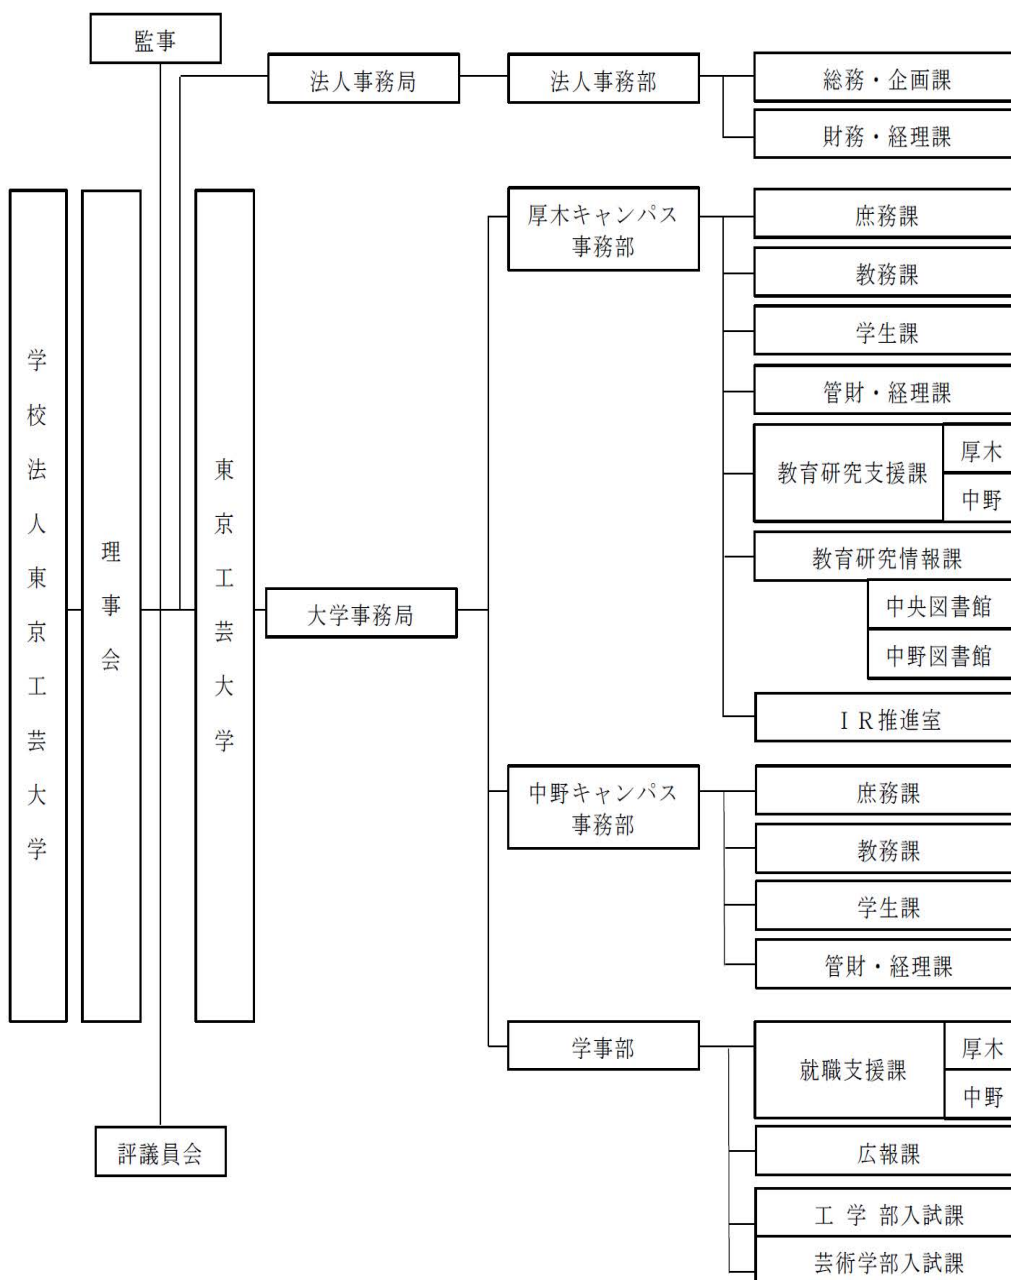 監事
法人事務局
法人事務部
総務・企画課
財務・経理課
学校法人東京工芸大学
理事会
東京工芸大学
大学事務局
厚木キャンパス
事務部
庶務課
教務課
学生課
管財・経理課
教育研究支援課
厚木
中野
教育研究情報課
中央図書館
中野図書館
ＩＲ推進室
中野キャンパス
事務部
庶務課
教務課
学生課
管財・経理課
学事部
就職支援課
厚木
中野
広報課
工 学 部入試課
芸術学部入試課
評議員会